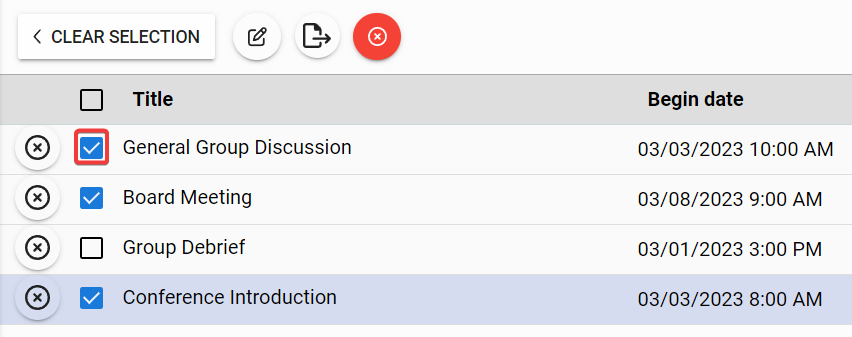 CLEAR SELECTION
Title Begin date
General Group Discussion 03/03/2023 10:00 AM
Board Meeting 03/08/2023 9:00 AM
Group Debrief 03/01/2023 3:00 PM
Conference Introduction 03/03/2023 8:00 AM